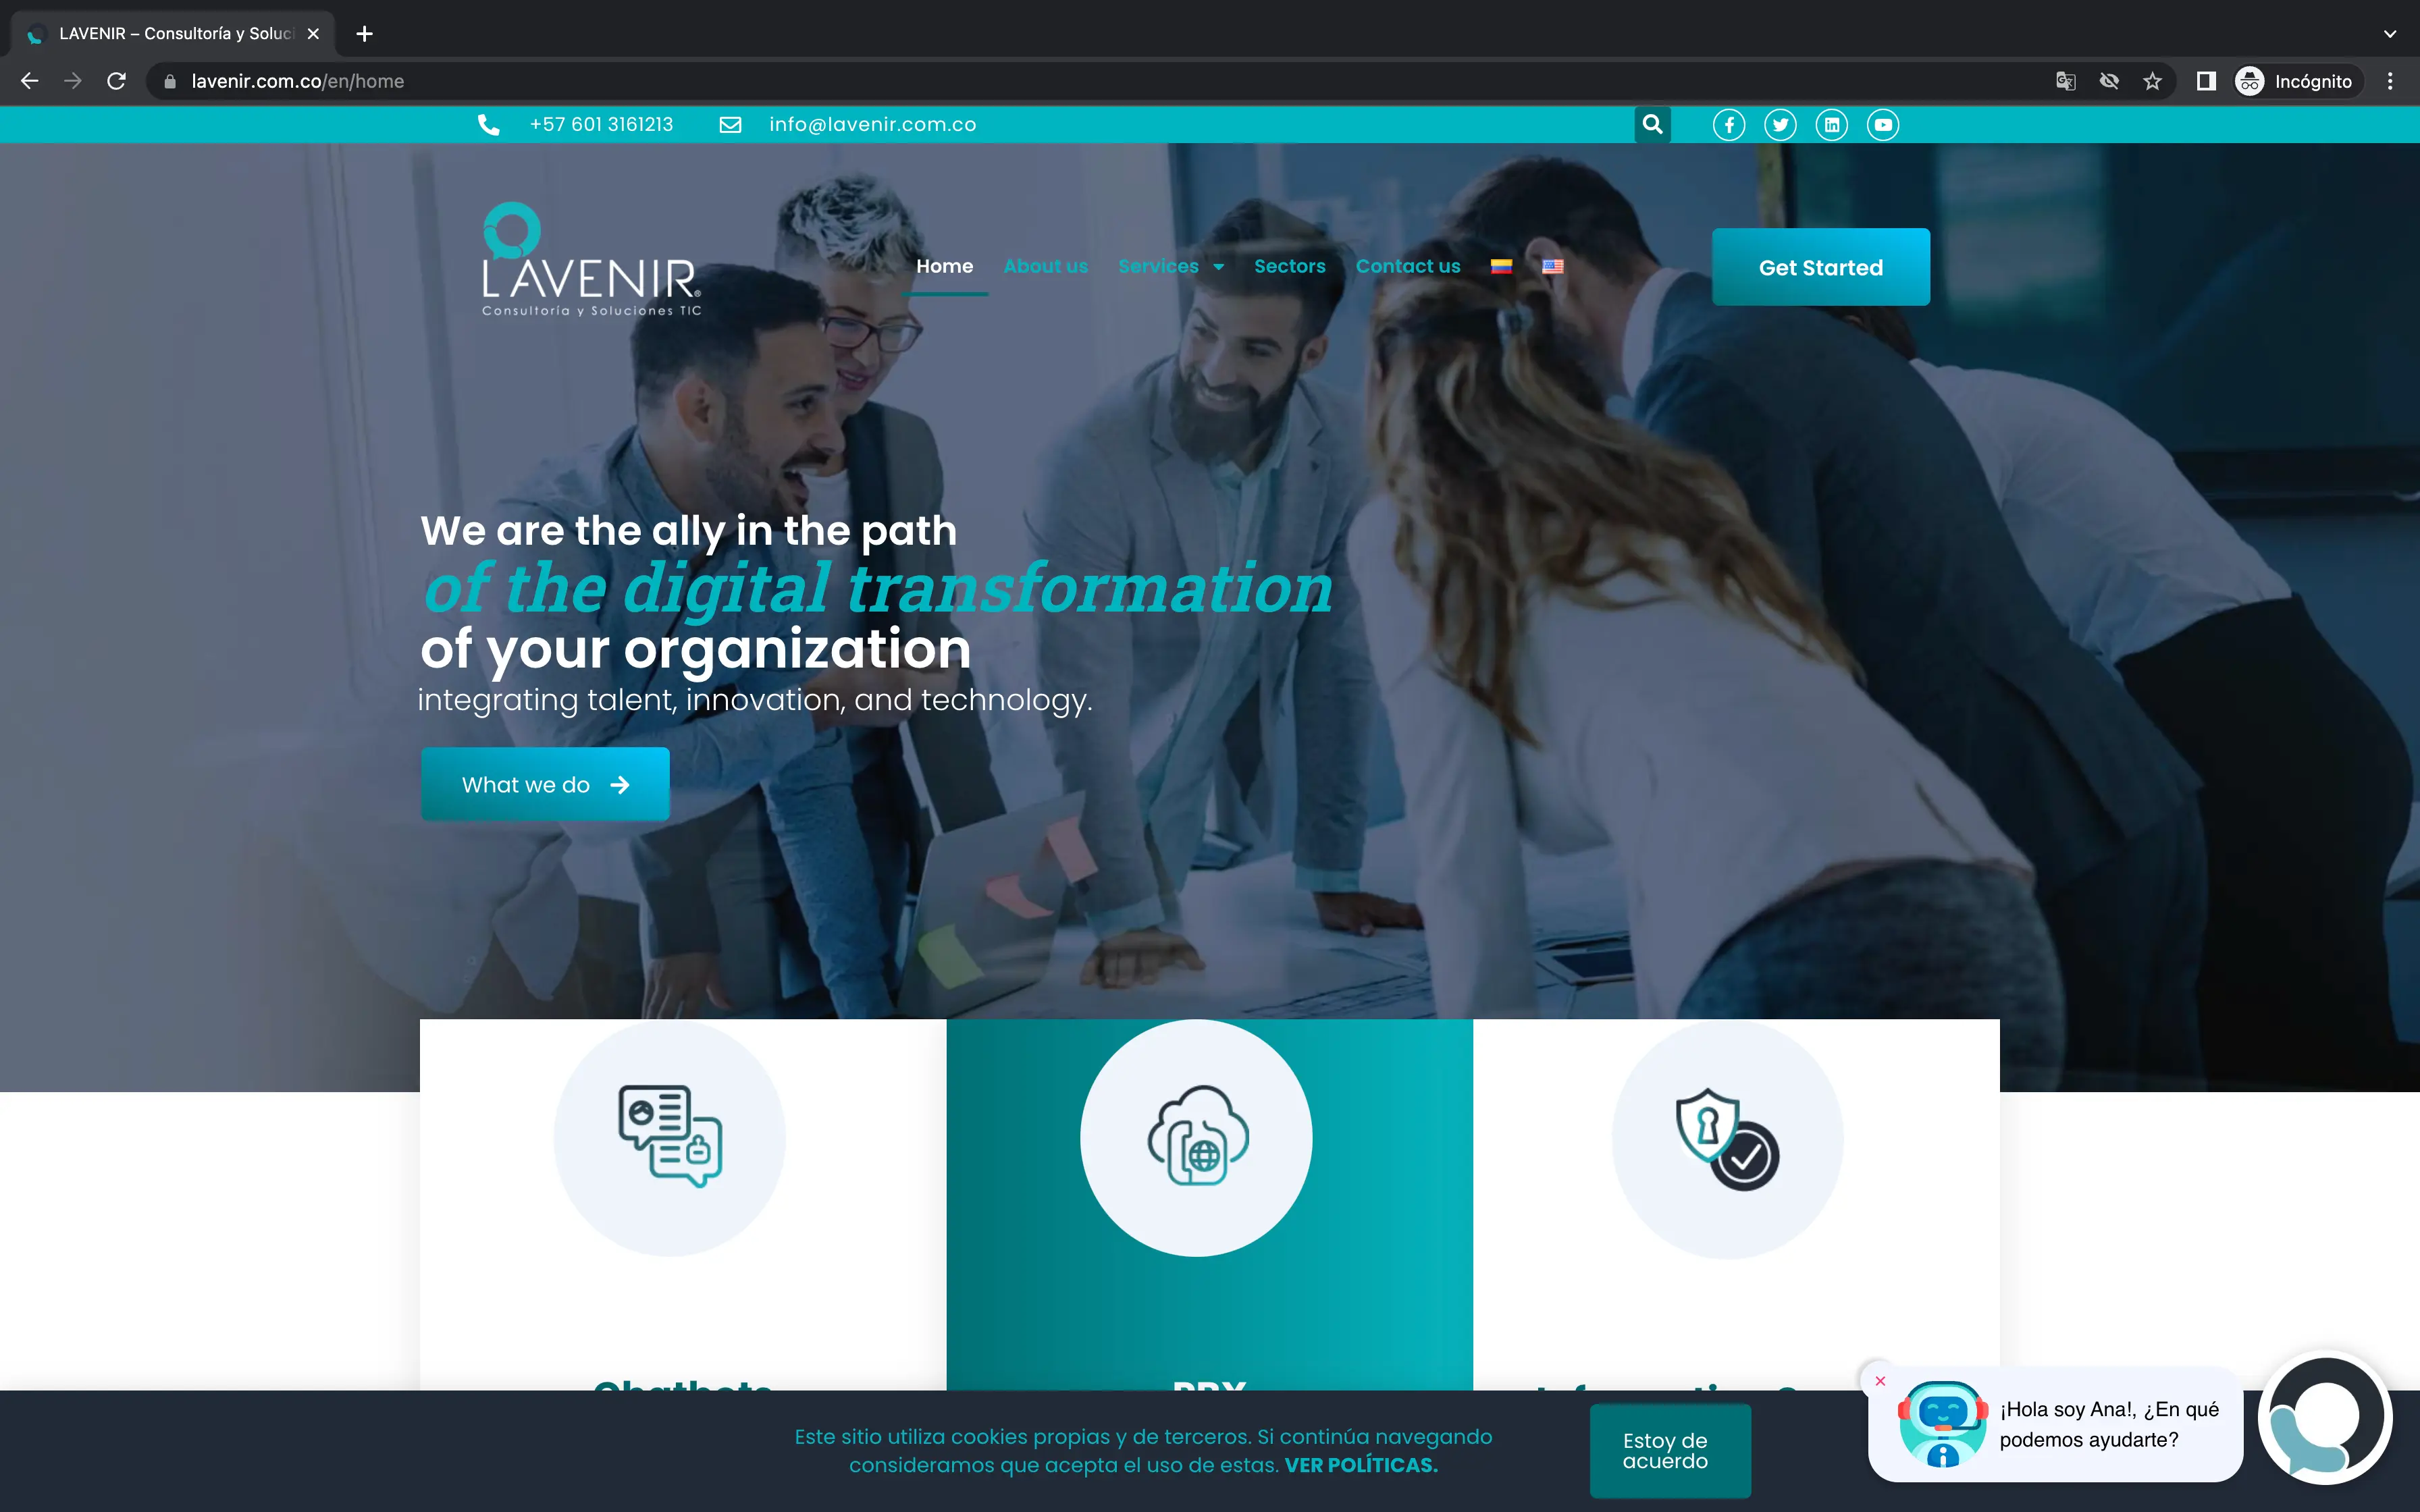 LAVENIR – Consultoría y Soluc
lavenir.com.co/en/home
Incógnito
+57 601 3161213
info@lavenir.com.co
LAVENIR®
Consultoría y Soluciones TIC
Home
About us
Services
Sectors
Contact us
Get Started
We are the ally in the path
of the digital transformation
of your organization
integrating talent, innovation, and technology.
What we do
Chatbots
PBX
Este sitio utiliza cookies propias y de terceros. Si continúa navegando
consideramos que acepta el uso de estas. VER POLÍTICAS.
Estoy de
acuerdo
¡Hola soy Ana!, ¿En qué
podemos ayudarte?